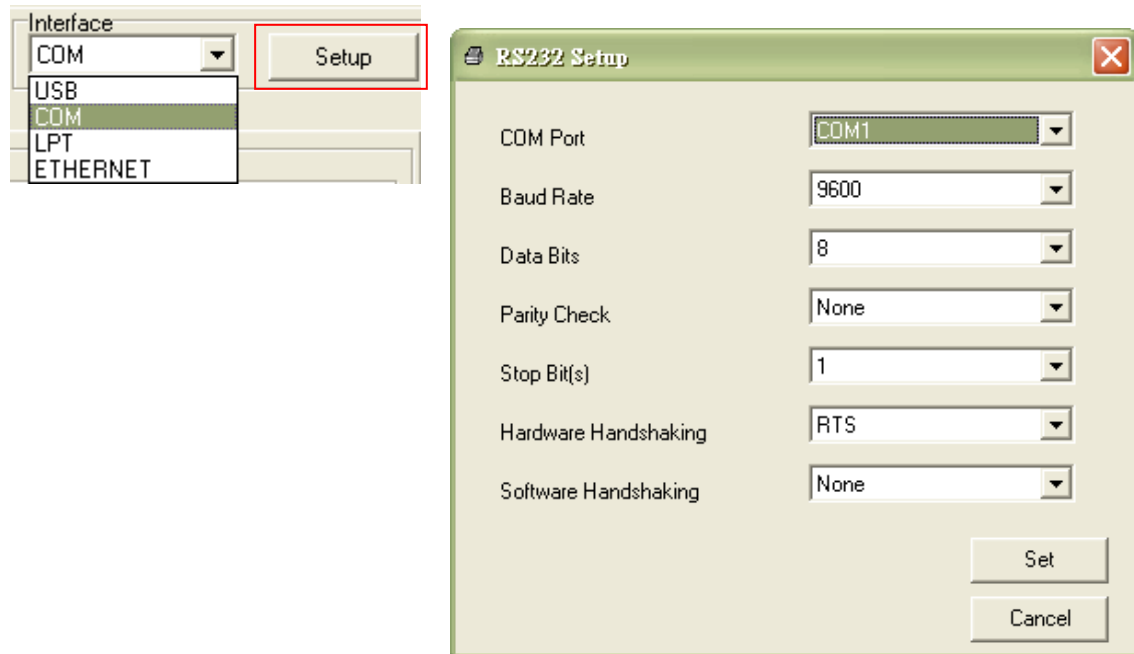 Interface
COM
Setup
USB
COM
LPT
ETHERNET
RS232 Setup
COM Port COM1
Baud Rate 9600
Data Bits 8
Parity Check None
Stop Bit(s) 1
Hardware Handshaking RTS
Software Handshaking None
Set
Cancel